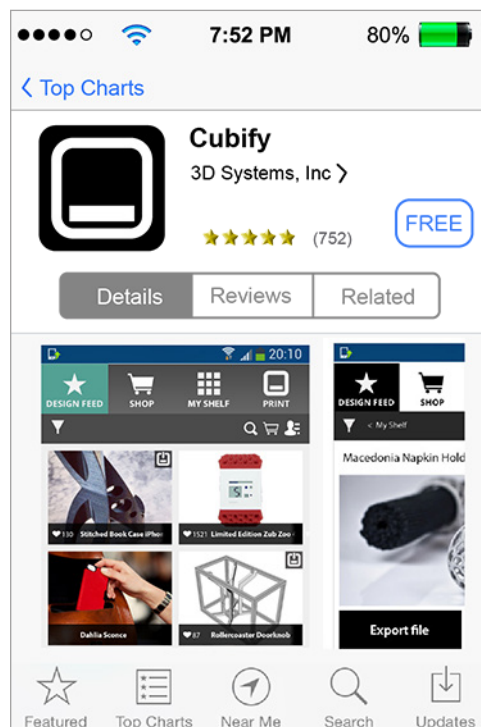 7:52 PM
80%
Top Charts
Cubify
3D Systems, Inc
(752)
FREE
Details
Reviews
Related
20:10
DESIGN FEED
SHOP
MY SHELF
PRINT
130 Stitched Book Case iPhon
1521 Limited Edition Zub Zoo
5
Dahlia Sconce
87 Rollercoaster Doorknob
DESIGN FEED
SHOP
< My Shelf
Macedonia Napkin Hold
Export file
Featured
Top Charts
Near Me
Search
Updates